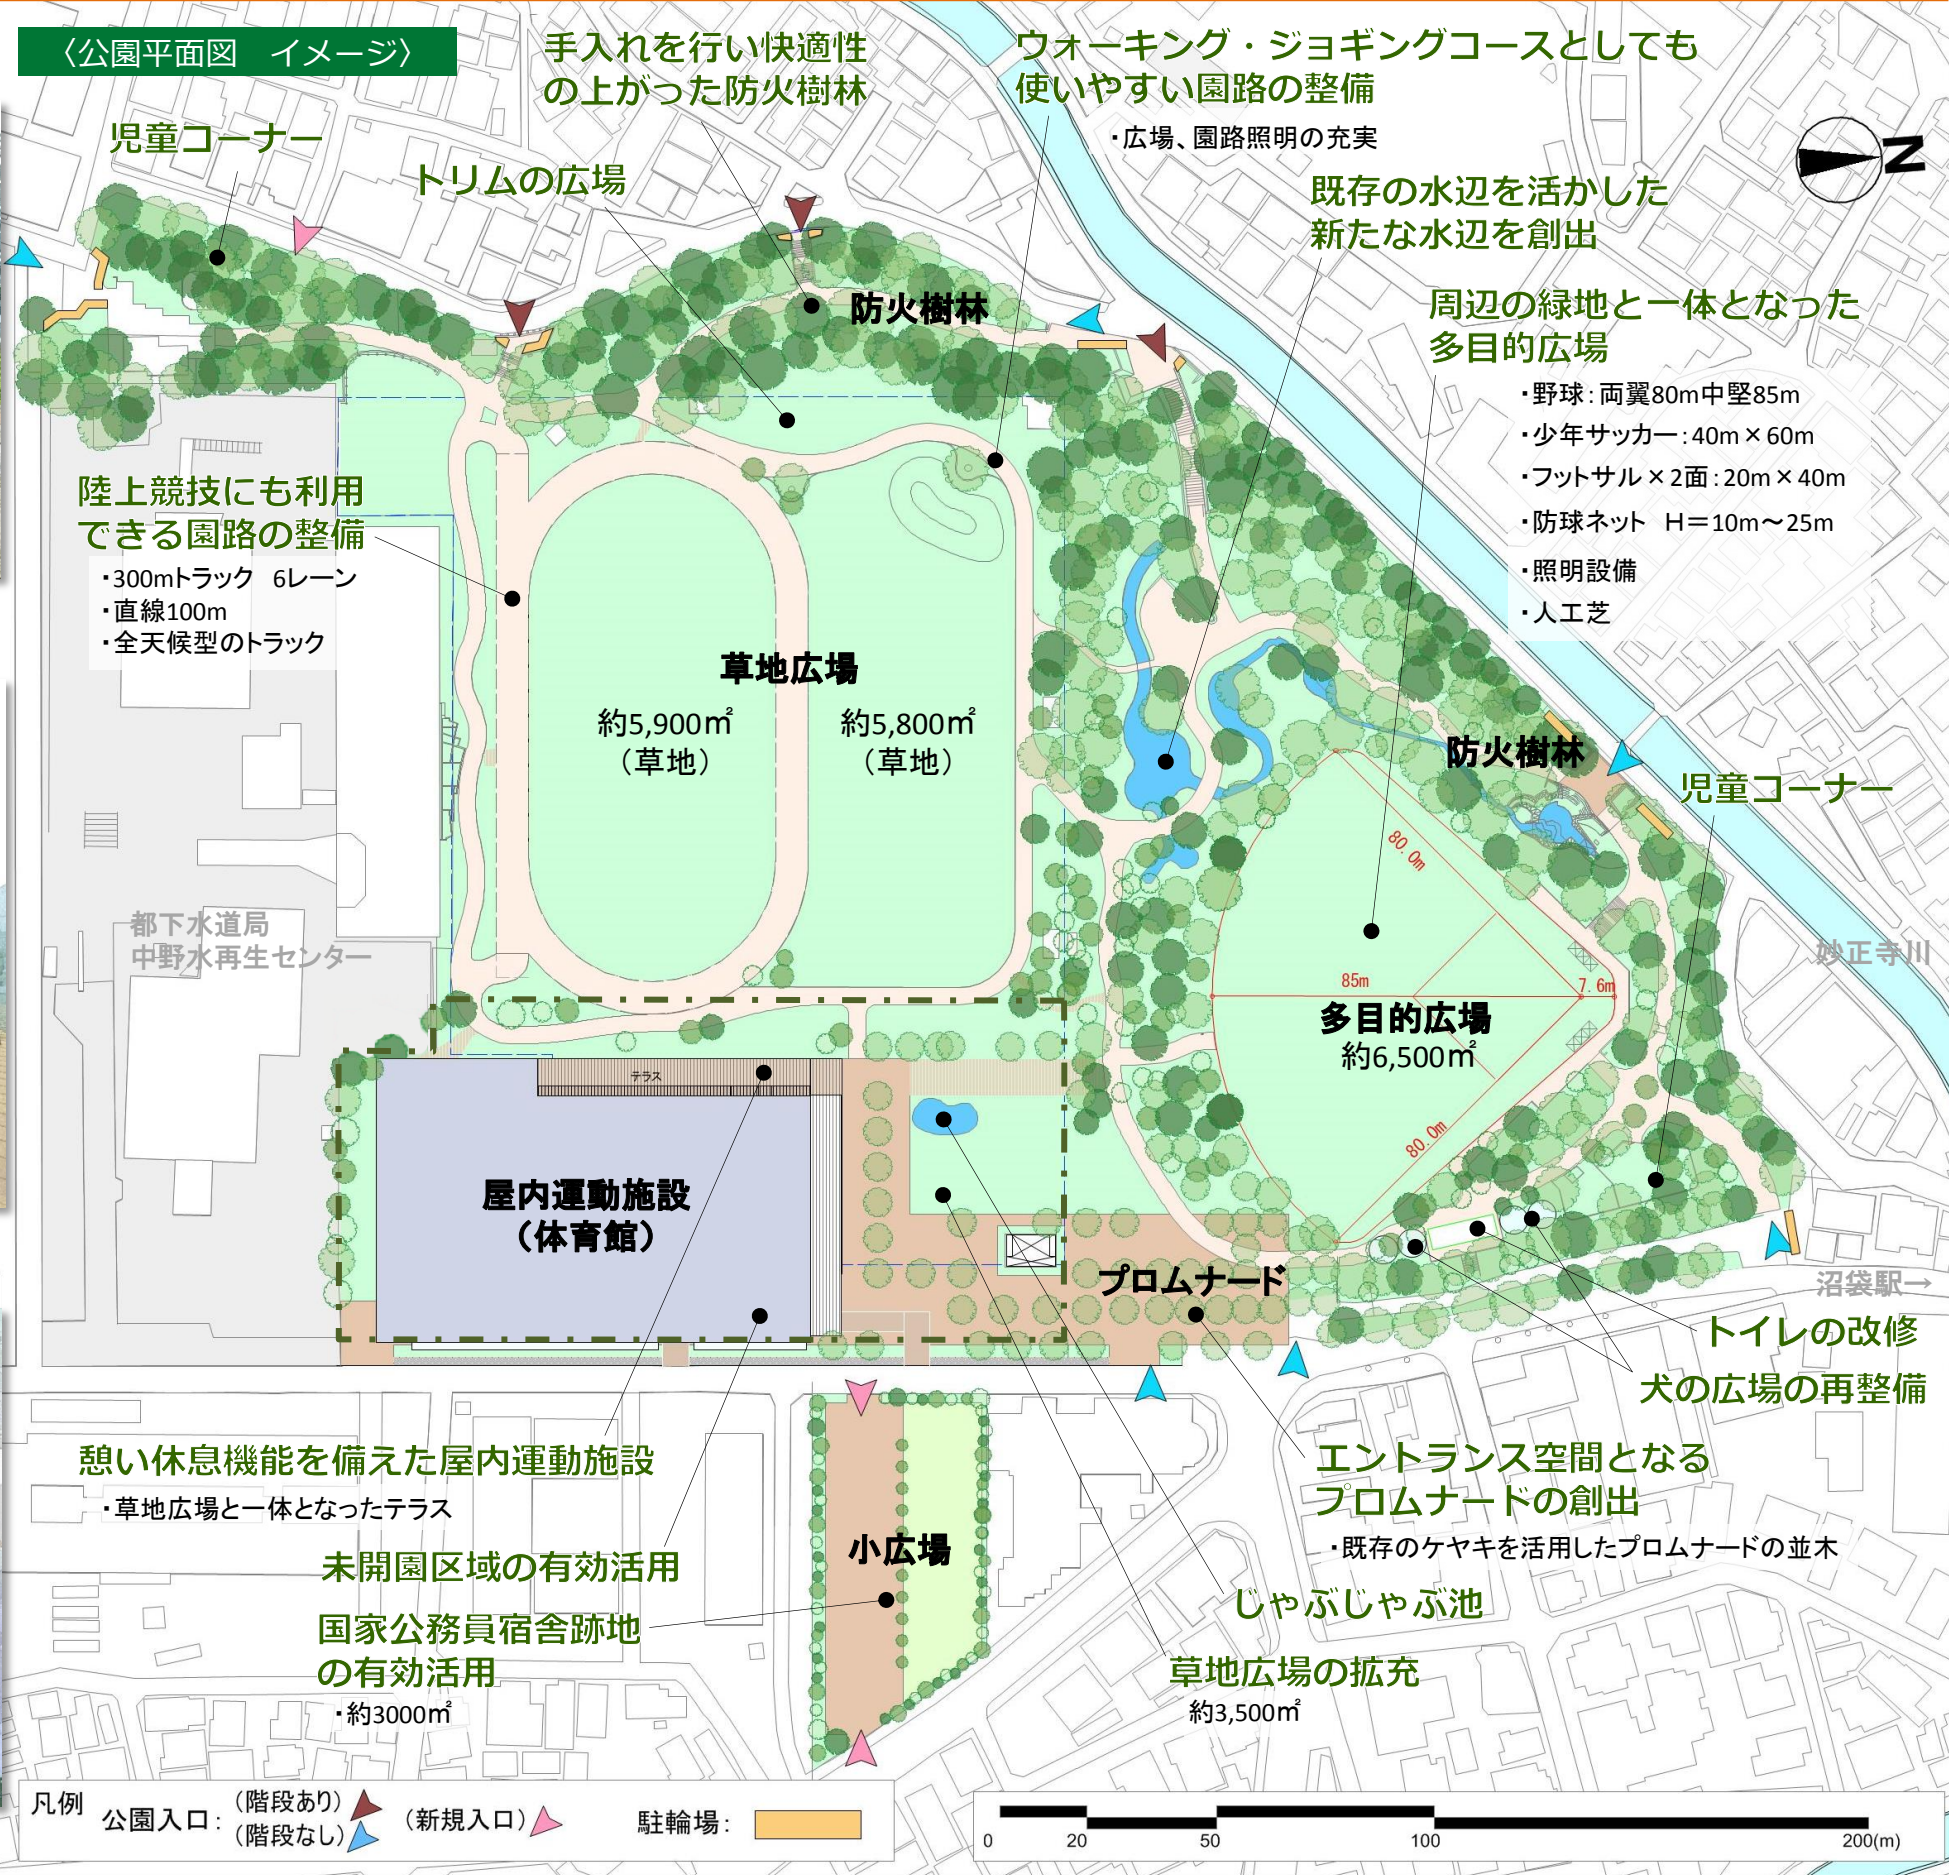 〈公園平面図　イメージ〉
手入れを行い快適性
の上がった防火樹林
ウォーキング・ジョギングコースとしても
使いやすい園路の整備
・広場、園路照明の充実
児童コーナー
トリムの広場
N
既存の水辺を活かした
新たな水辺を創出
防火樹林
周辺の緑地と一体となった
多目的広場
・野球：両翼80m中堅85m
・少年サッカー：40m×60m
・フットサル×2面：20m×40m
・防球ネット　H＝10m～25m
・照明設備
・人工芝
陸上競技にも利用
できる園路の整備
・300mトラック　6レーン
・直線100m
・全天候型のトラック
草地広場
約5,900㎡
（草地）
約5,800㎡
（草地）
防火樹林
児童コーナー
80.0m
都下水道局
中野水再生センター
妙正寺川
85m
7.6m
多目的広場
約6,500㎡
テラス
80.0m
屋内運動施設
（体育館）
プロムナード
沼袋駅→
トイレの改修
犬の広場の再整備
憩い休息機能を備えた屋内運動施設
・草地広場と一体となったテラス
エントランス空間となる
プロムナードの創出
・既存のケヤキを活用したプロムナードの並木
小広場
未開園区域の有効活用
じゃぶじゃぶ池
国家公務員宿舎跡地
の有効活用
・約3000㎡
草地広場の拡充
約3,500㎡
凡例
公園入口：
（階段あり）
（階段なし）
（新規入口）
駐輪場：
0
20
50
100
200(m)